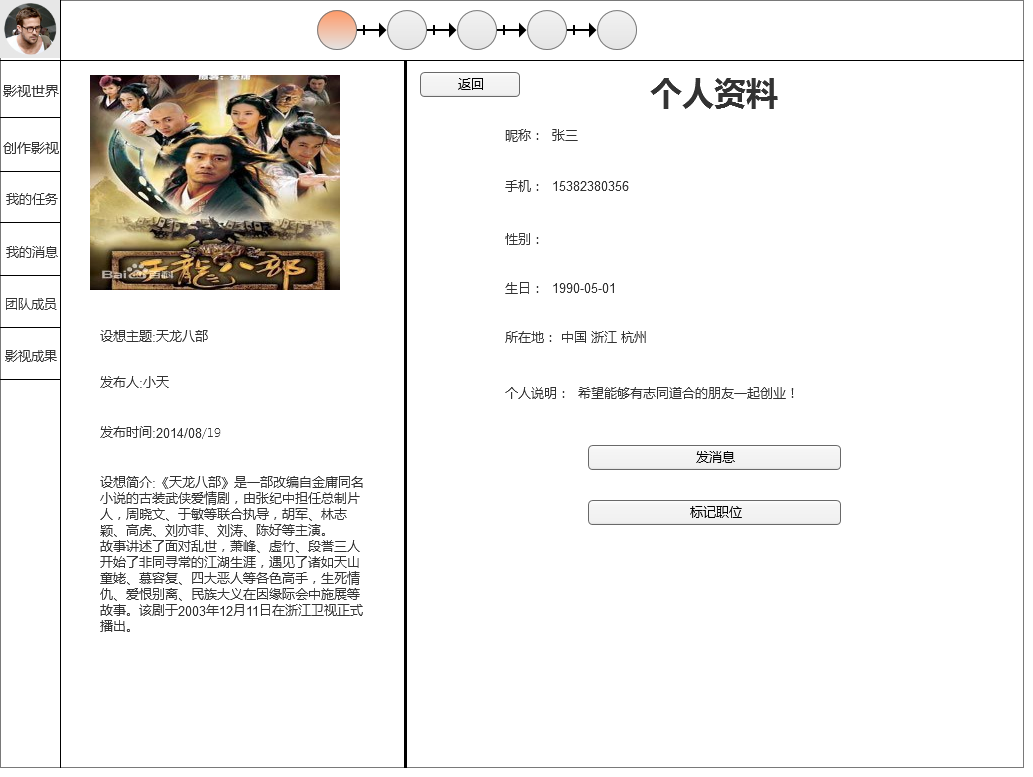 影视世界
创作影视
我的任务
我的消息
团队成员
影视成果
Bai 百科
天龍八部
设想主题:天龙八部
发布人:小天
发布时间:2014/08/19
设想简介:《天龙八部》是一部改编自金庸同名
小说的古装武侠爱情剧，由张纪中担任总制片
人，周晓文、于敏等联合执导，胡军、林志
颖、高虎、刘亦菲、刘涛、陈好等主演。
故事讲述了面对乱世，萧峰、虚竹、段誉三人
开始了非同寻常的江湖生涯，遇见了诸如天山
童姥、慕容复、四大恶人等各色高手，生死情
仇、爱恨别离、民族大义在因缘际会中施展等
故事。该剧于2003年12月11日在浙江卫视正式
播出。
返回
个人资料
昵称： 张三
手机： 15382380356
性别：
生日： 1990-05-01
所在地： 中国 浙江 杭州
个人说明： 希望能够有志同道合的朋友一起创业！
发消息
标记职位